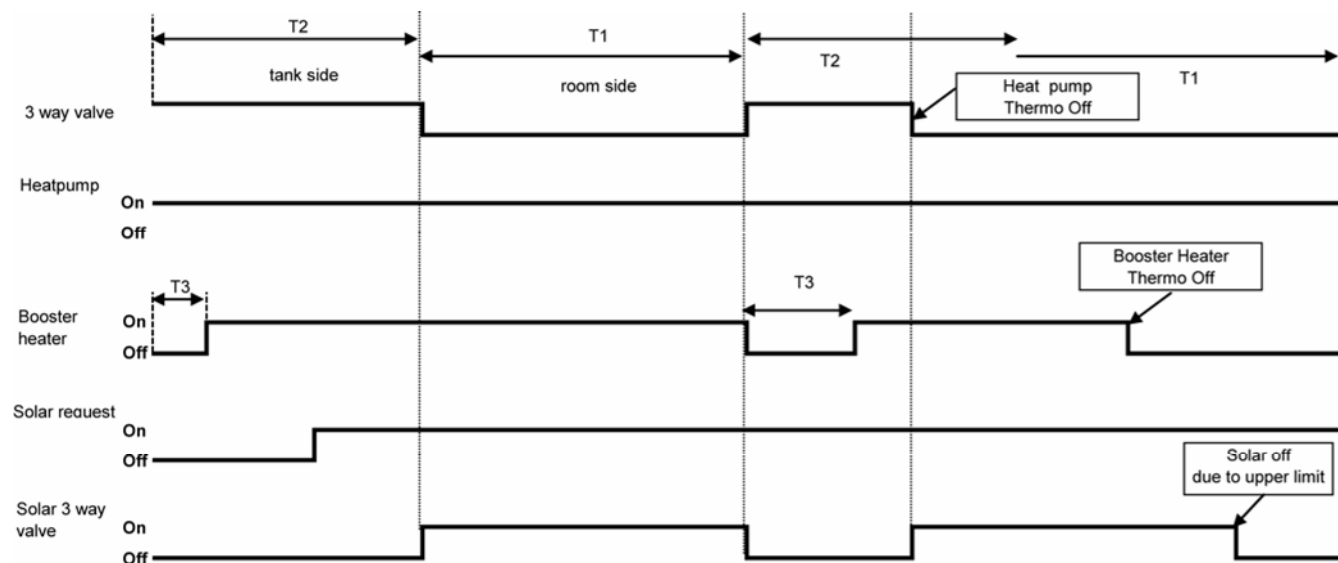 T2
T1
T2
T1
tank side
room side
3 way valve
Heat pump
Thermo Off
Heatpump
On
Off
T3
T3
Booster Heater
Thermo Off
Booster
heater
On
Off
Solar request
On
Off
Solar off
due to upper limit
Solar 3 way
valve
On
Off